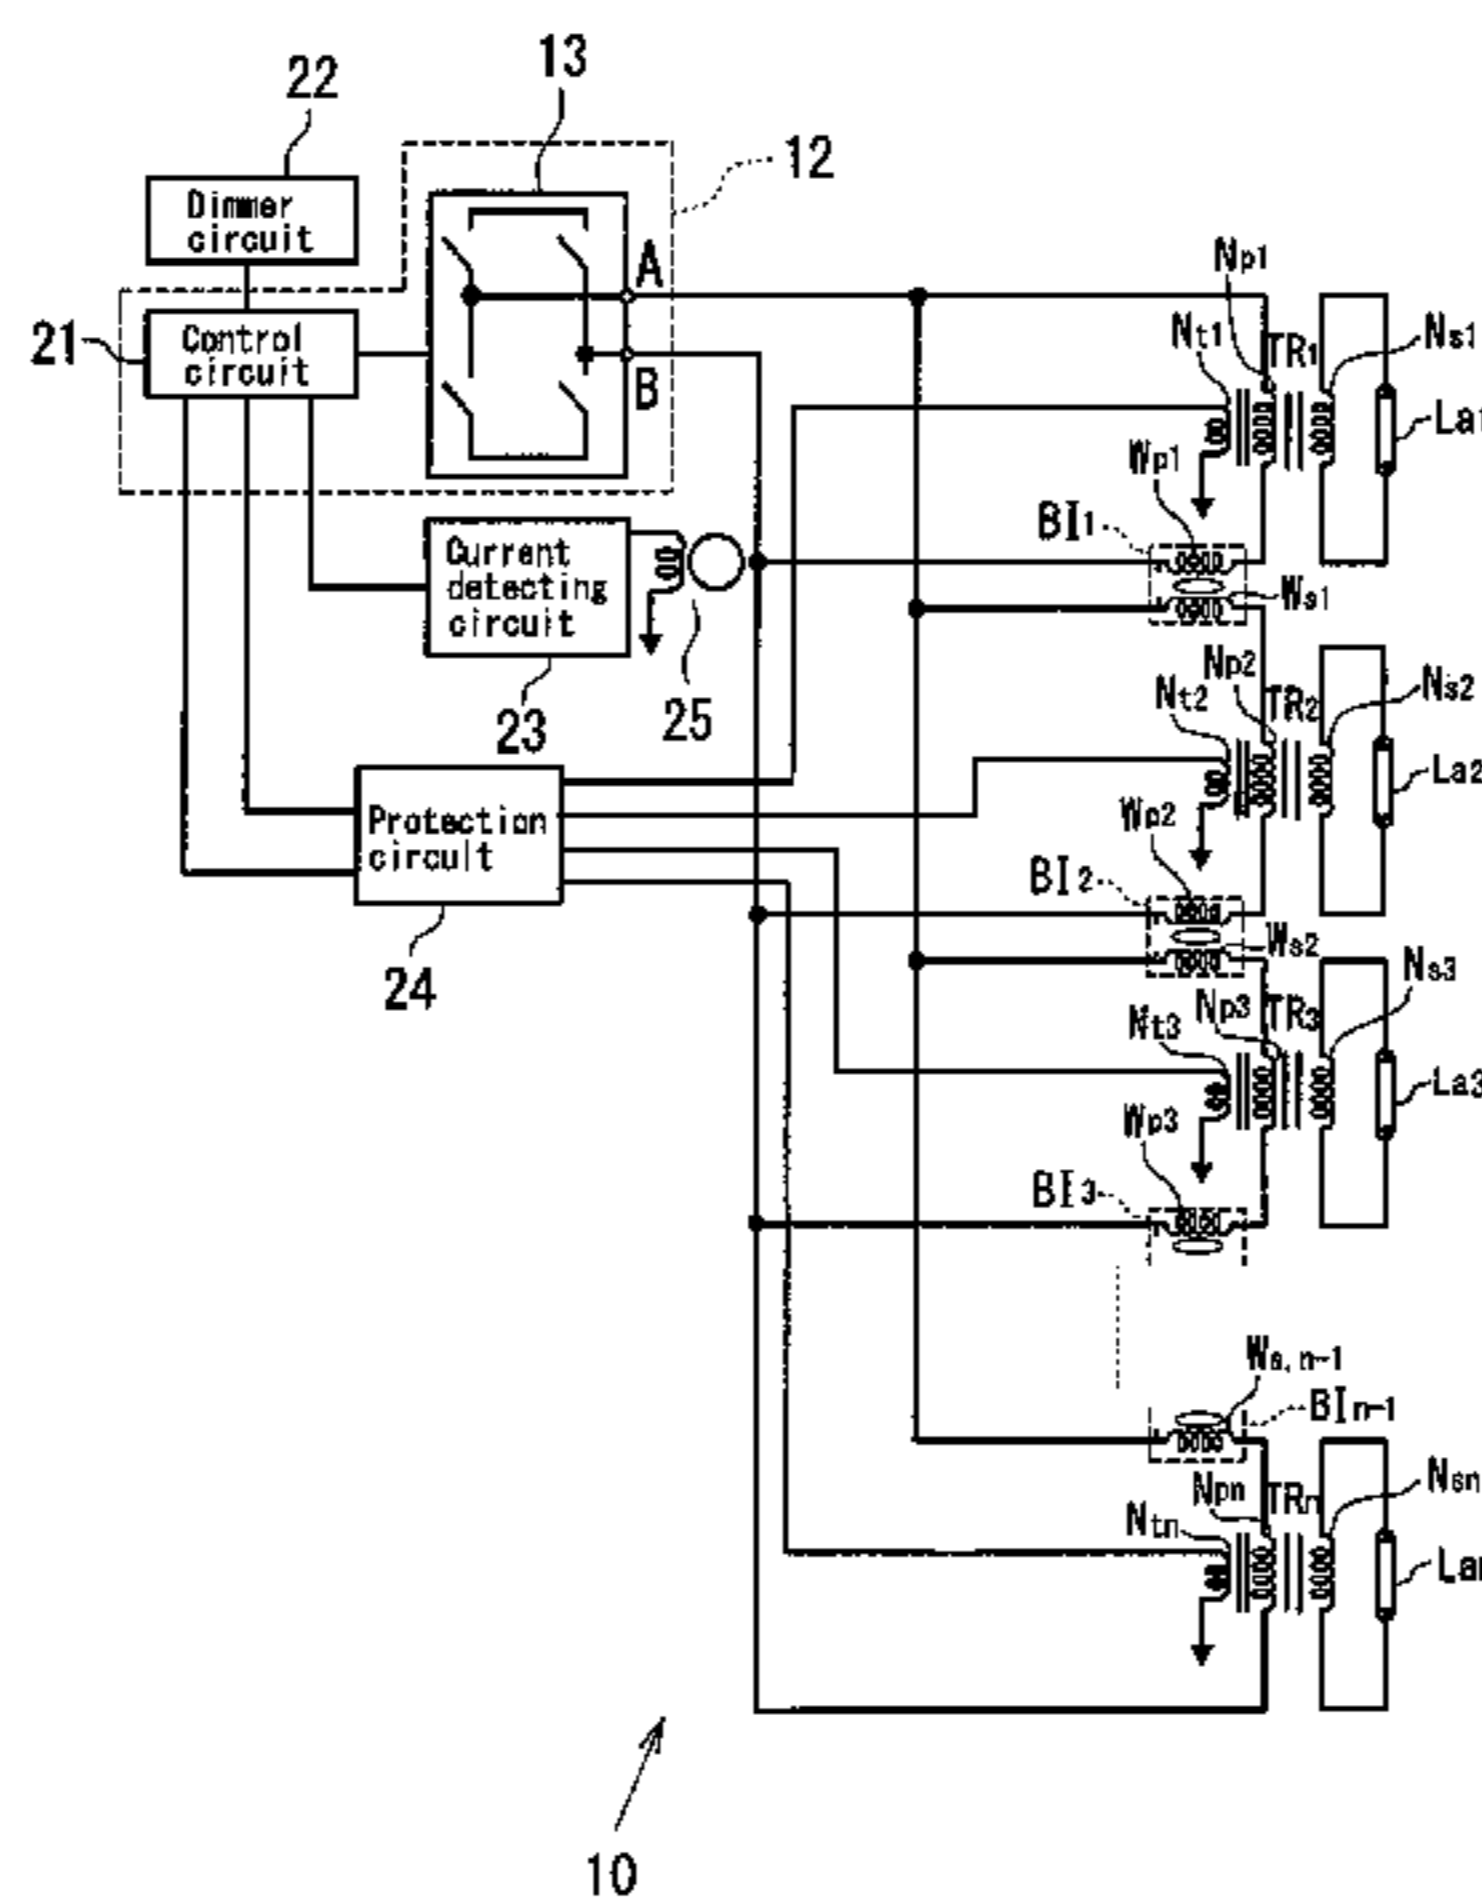 13
22
12
Dimmer
circuit
A
Np1
21
Control
circuit
Nt1
TR1
Ns1
B
La1
Wp1
BI1
Current
detecting
circuit
Ws1
25
23
Np2
Nt2
TR2
Ns2
La2
Protection
circuit
Wp2
BI2
24
Ws2
Ns3
Np3
TR3
Nt3
La3
Wp3
BI3
Ws,n-1
BIn-1
Npn
TRn
Nsn
Ntn
10